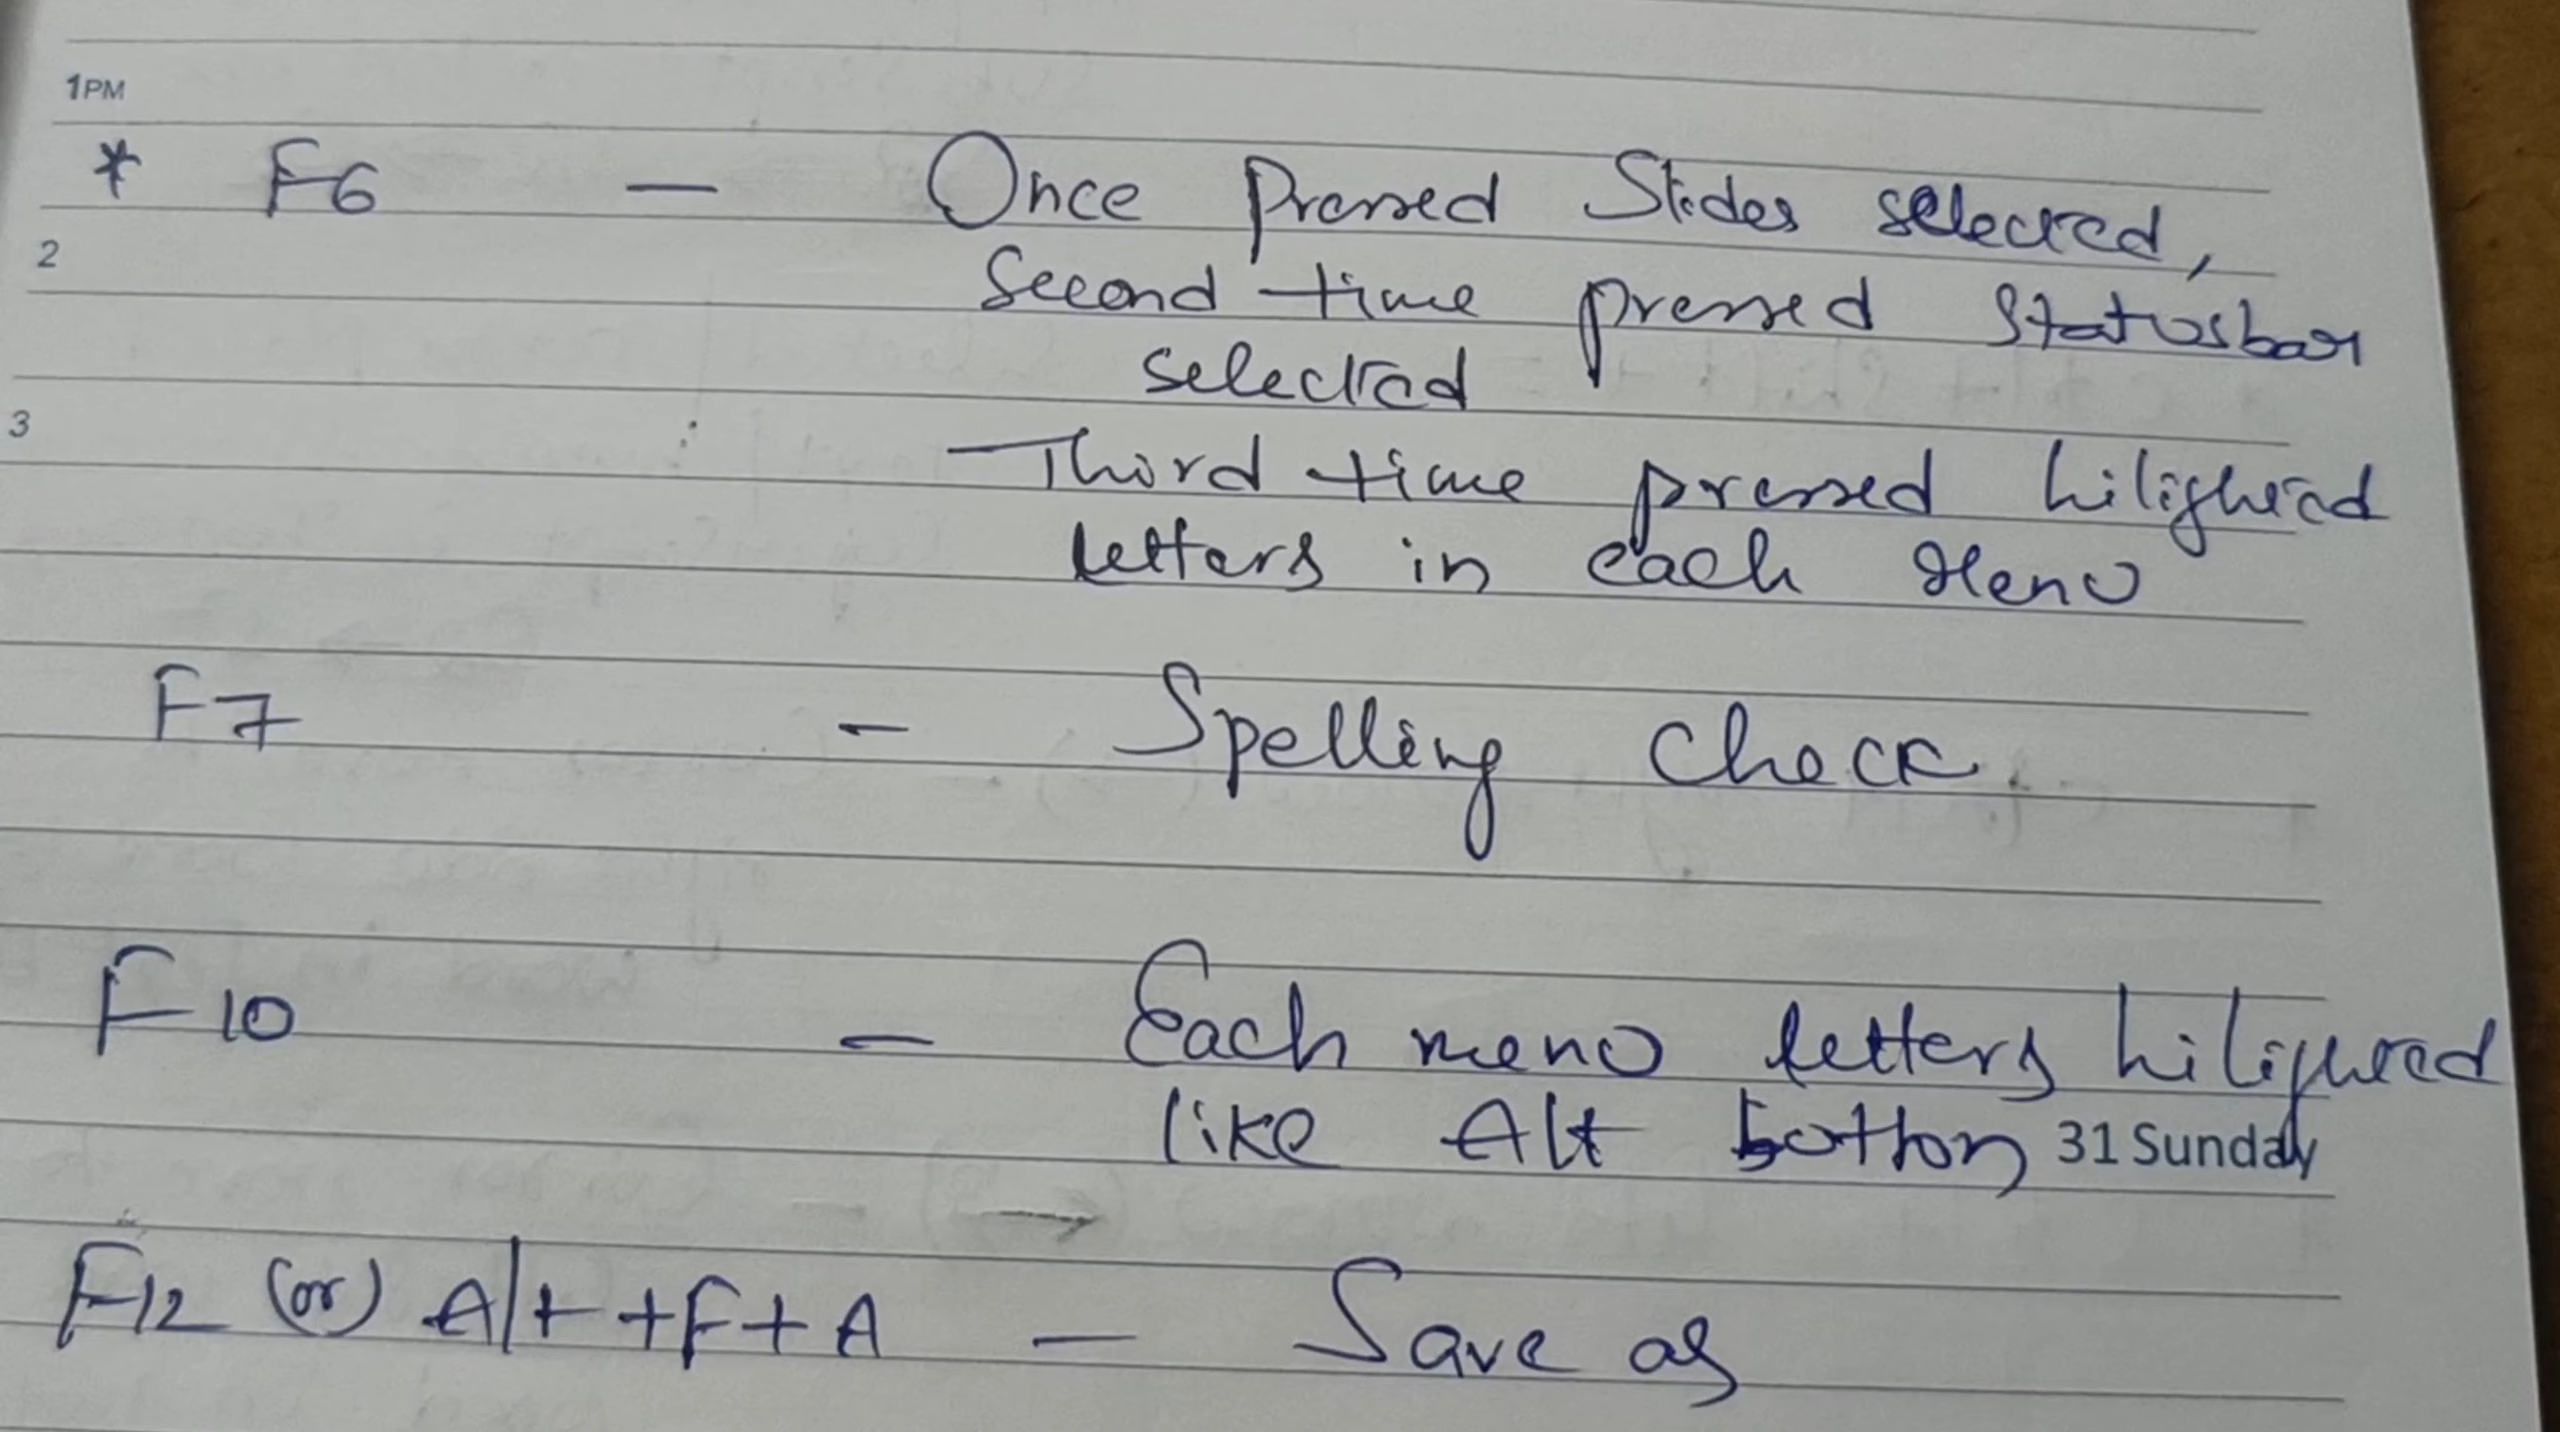 1PM
* F6 — Once Pressed Slides selected,
2
Second time pressed Statusbar
selected
3
Third time pressed hilighted
letters in each Menu
F7 — Spelling Check
F10 — Each menu letters hilighted
like Alt button 31 Sunday
F12 (or) Alt + F + A — Save as